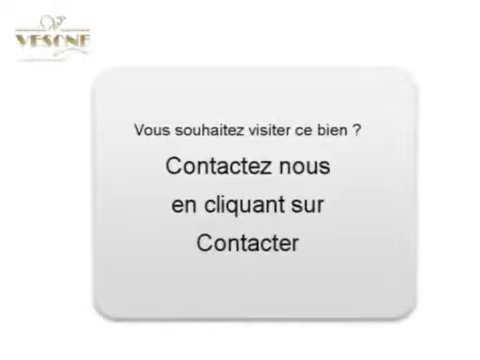 VESONE
Vous souhaitez visiter ce bien ?
Contactez nous
en cliquant sur
Contacter